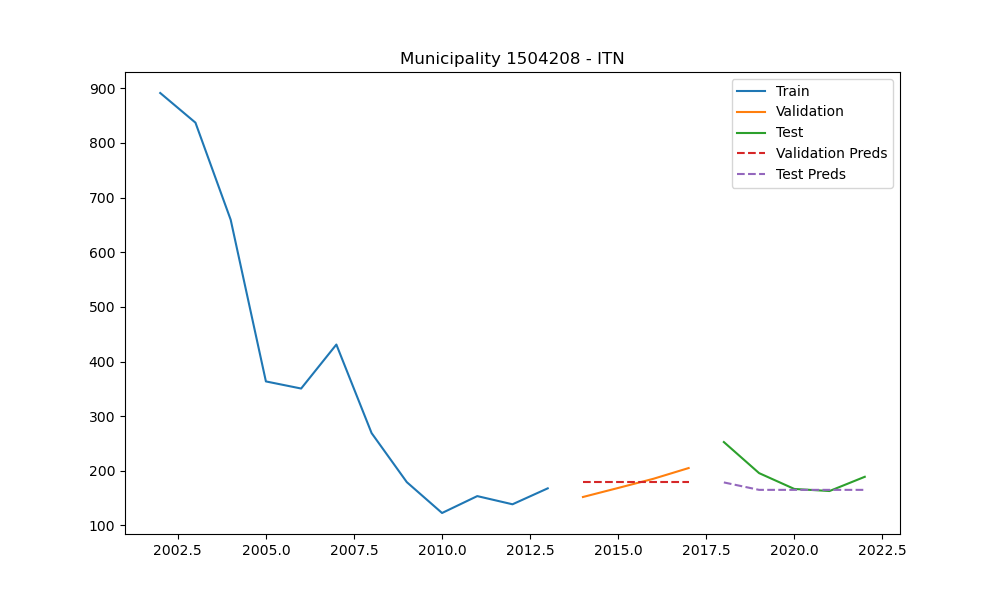 Municipality 1504208 - ITN
900
800
700
600
500
400
300
200
100
Train
Validation
Test
Validation Preds
Test Preds
2002.5 2005.0 2007.5 2010.0 2012.5 2015.0 2017.5 2020.0 2022.5